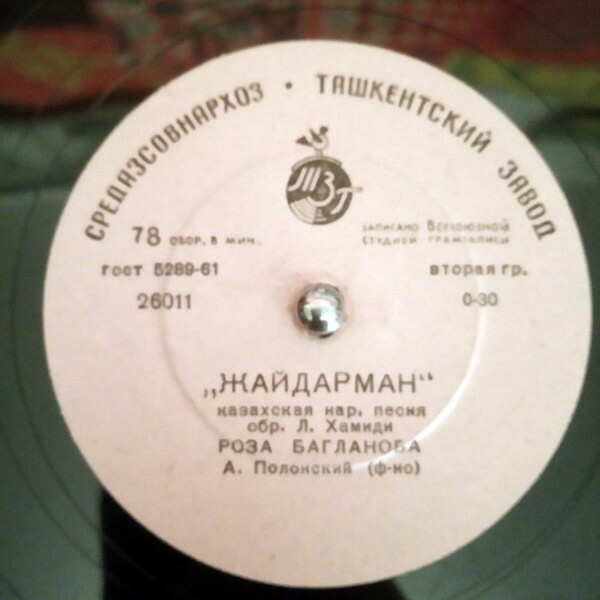 СРЕДАЗСОВНАРХОЗ • ТАШКЕНТСКИЙ ЗАВОД
ТЗГ
78 обор. в мин.
записано Всесоюзной
студией грамзаписи
гост 5289-61
вторая гр.
26011
0-30
„ЖАЙДАРМАН“
казахская нар. песня
обр. Л. Хамиди
РОЗА БАГЛАНОВА
А. Полонский (ф-но)